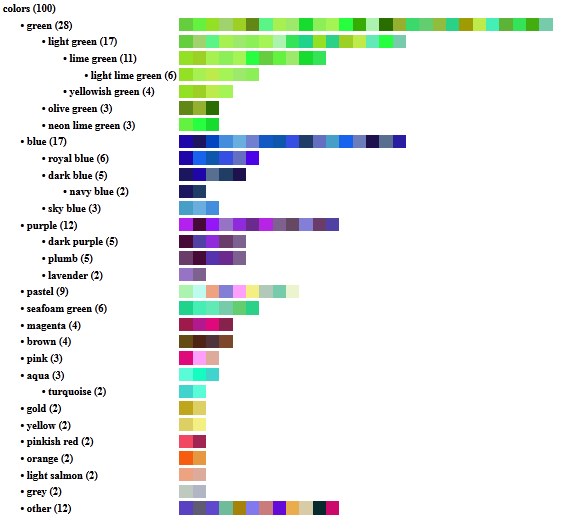 colors (100)
• green (28)
• light green (17)
• lime green (11)
• light lime green (6)
• yellowish green (4)
• olive green (3)
• neon lime green (3)
• blue (17)
• royal blue (6)
• dark blue (5)
• navy blue (2)
• sky blue (3)
• purple (12)
• dark purple (5)
• plumb (5)
• lavender (2)
• pastel (9)
• seafoam green (6)
• magenta (4)
• brown (4)
• pink (3)
• aqua (3)
• turquoise (2)
• gold (2)
• yellow (2)
• pinkish red (2)
• orange (2)
• light salmon (2)
• grey (2)
• other (12)